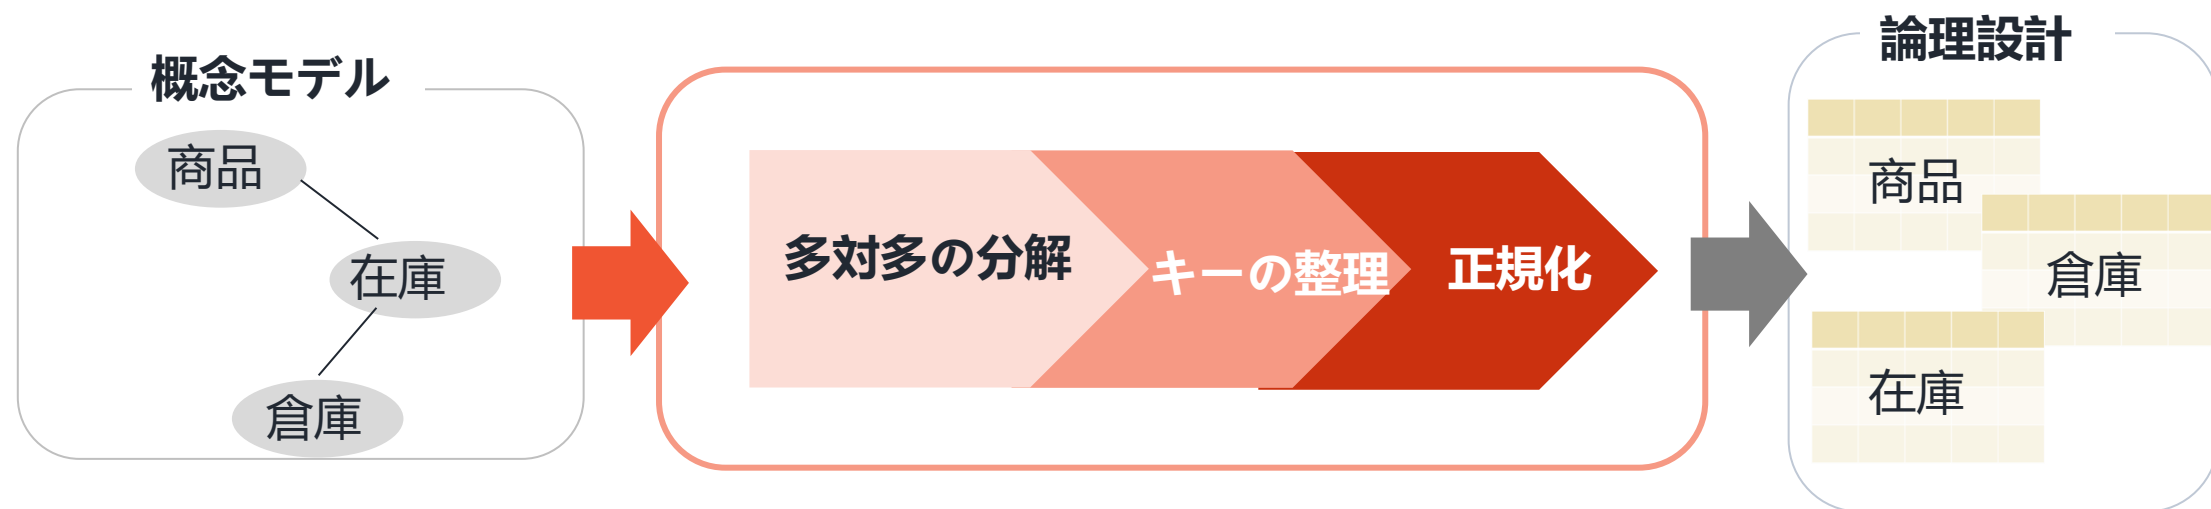 概念モデル
商品
在庫
倉庫
多対多の分解
キーの整理
正規化
論理設計
商品
倉庫
在庫